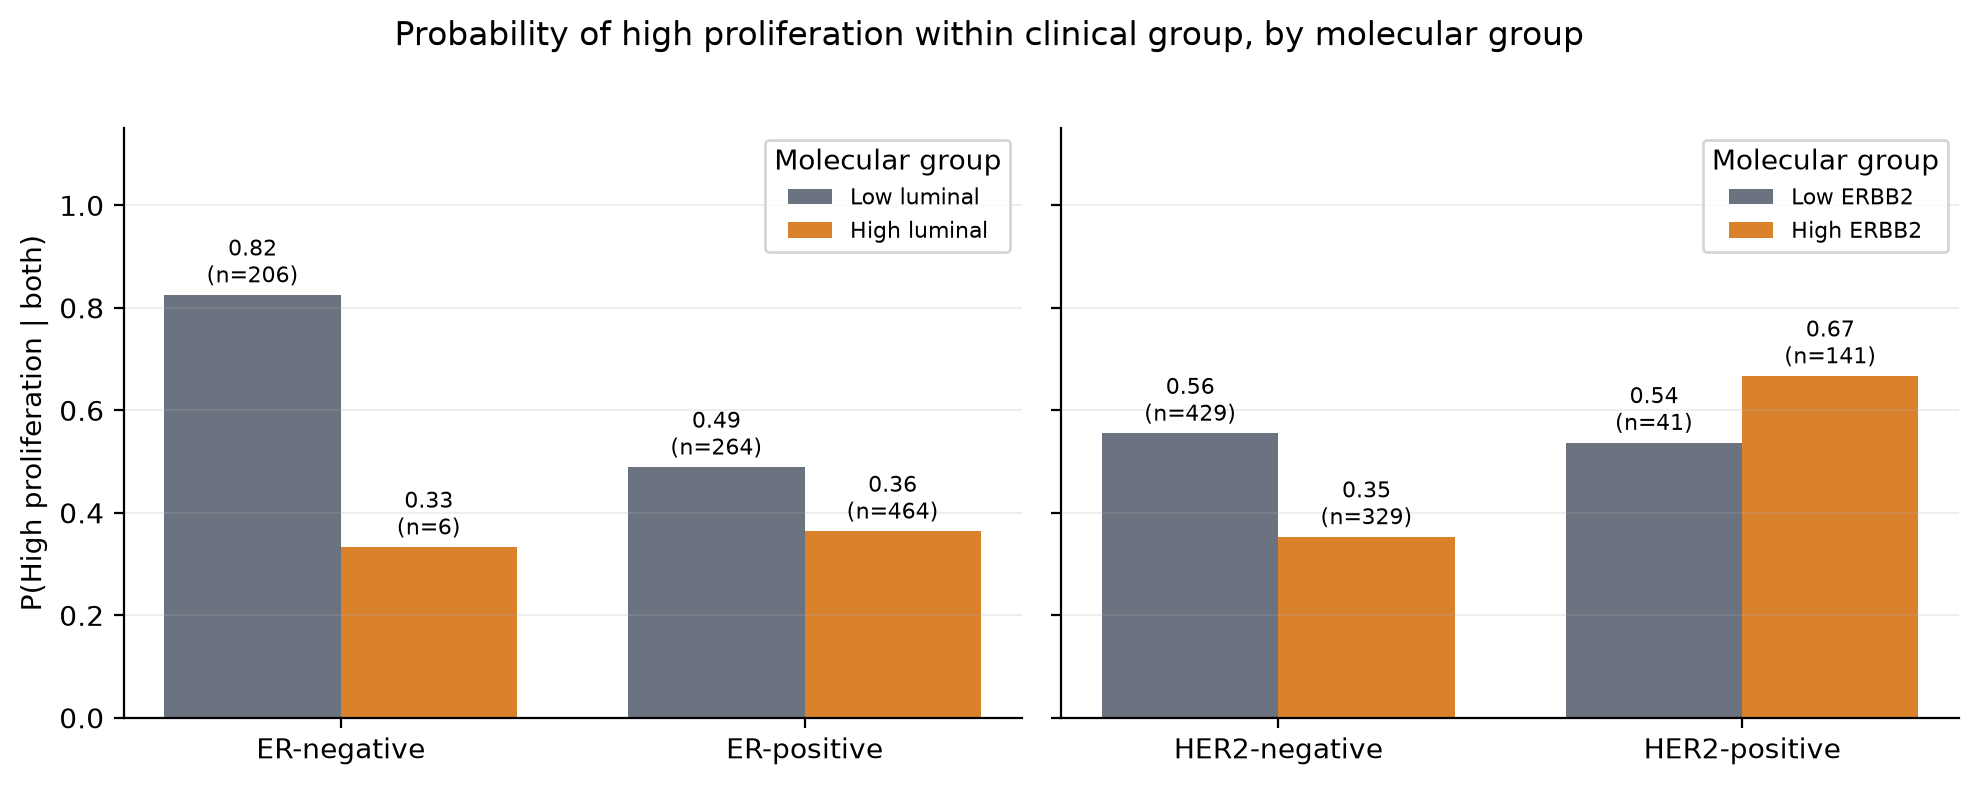 Probability of high proliferation within clinical group, by molecular group
P(High proliferation | both)
1.0
0.8
0.6
0.4
0.2
0.0
Molecular group
Low luminal
High luminal
0.82
(n=206)
0.33
(n=6)
0.49
(n=264)
0.36
(n=464)
ER-negative
ER-positive
Molecular group
Low ERBB2
High ERBB2
0.56
(n=429)
0.35
(n=329)
0.54
(n=41)
0.67
(n=141)
HER2-negative
HER2-positive